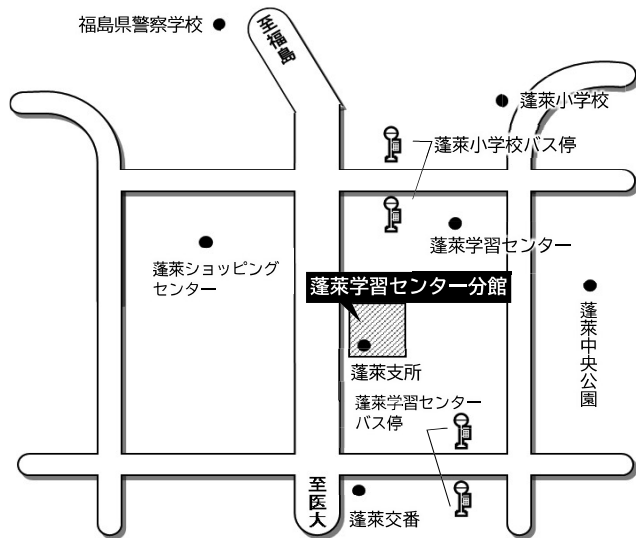 福島県警察学校
至福島
蓬莱小学校
蓬莱小学校バス停
蓬莱学習センター
蓬莱ショッピング
センター
蓬莱学習センター分館
蓬莱中央公園
蓬莱支所
蓬莱学習センター
バス停
至医大
蓬莱交番